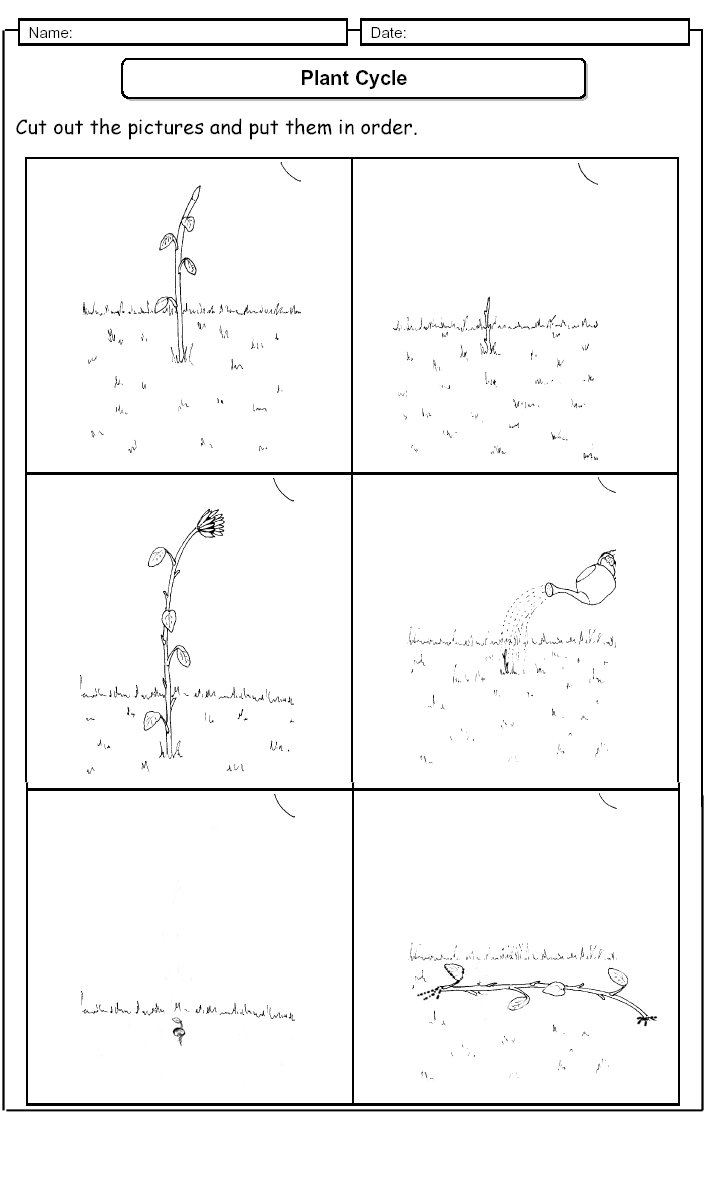 Name:
Date:
Plant Cycle
Cut out the pictures and put them in order.